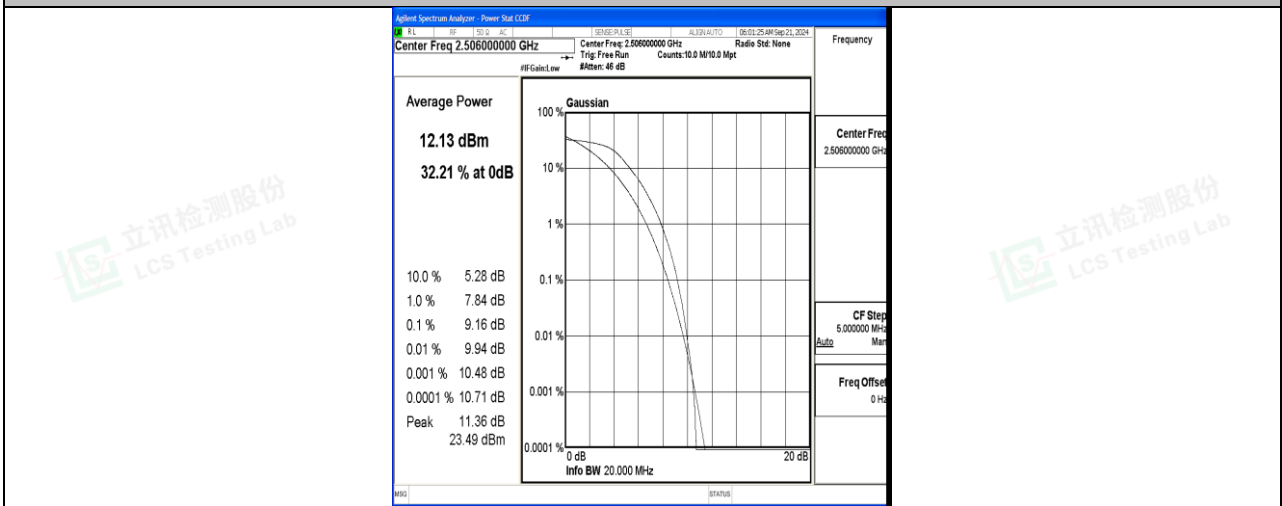 Agilent Spectrum Analyzer - Power Stat CCDF
RL RF 50 Ω AC SENSE:PULSE ALIGN AUTO 06:01:25 AM Sep 21, 2024
Center Freq 2.506000000 GHz
Center Freq: 2.506000000 GHz Radio Std: None
Trig: Free Run Counts:10.0 M/10.0 Mpt
#IFGain:Low #Atten: 46 dB
Frequency
Average Power
12.13 dBm
32.21 % at 0dB
10.0 % 5.28 dB
1.0 % 7.84 dB
0.1 % 9.16 dB
0.01 % 9.94 dB
0.001 % 10.48 dB
0.0001 % 10.71 dB
Peak 11.36 dB
23.49 dBm
Gaussian
100 %
10 %
1 %
0.1 %
0.01 %
0.001 %
0.0001 %
0 dB 20 dB
Info BW 20.000 MHz
Center Freq
2.506000000 GHz
CF Step
5.000000 MHz
Auto Man
Freq Offset
0 Hz
MSG STATUS
立讯检测股份
LCS Testing Lab
立讯检测股份
LCS Testing Lab